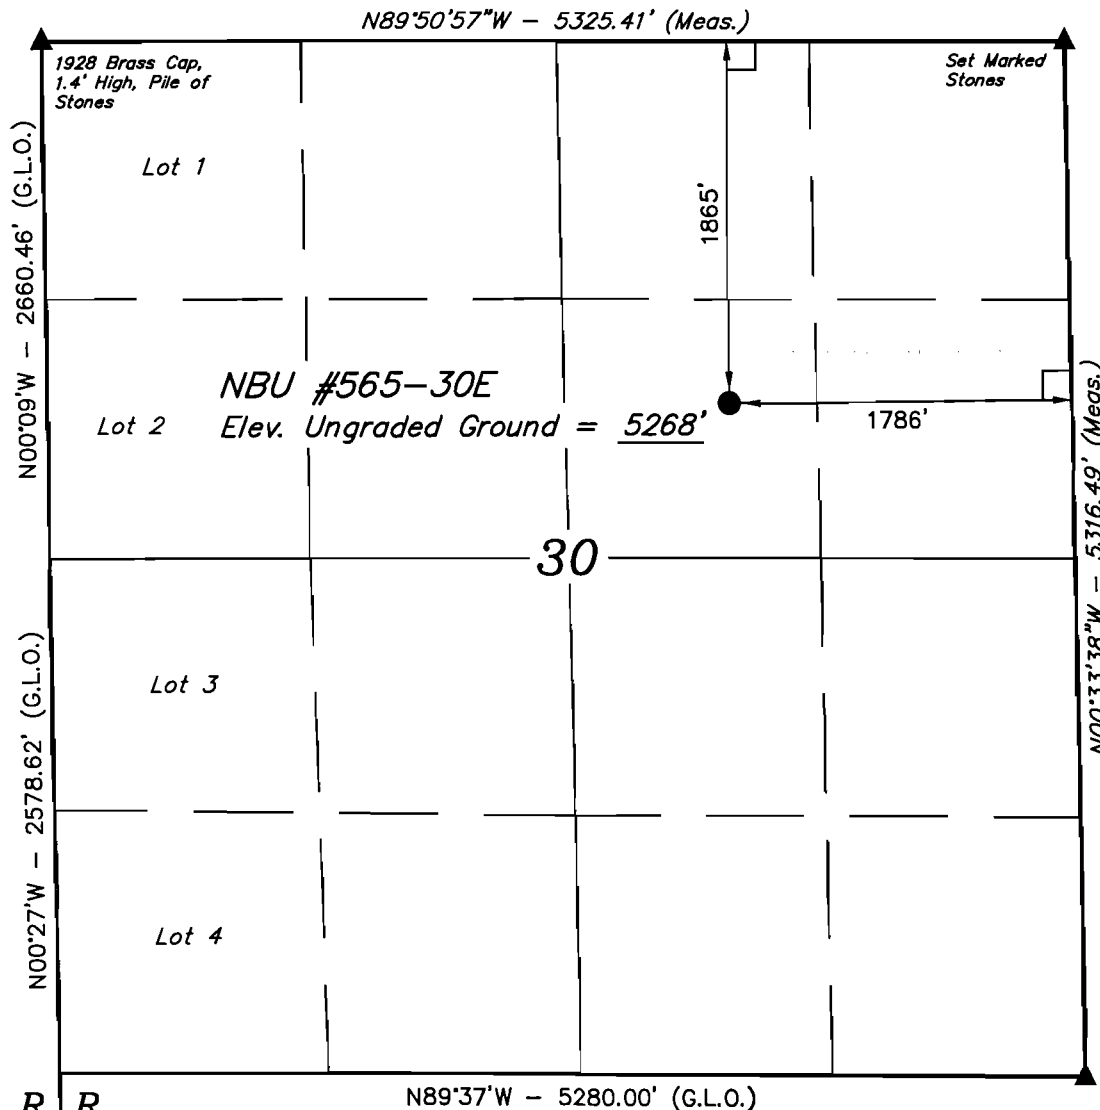 N89°50'57"W - 5325.41' (Meas.)
1928 Brass Cap,
1.4' High, Pile of
Stones
Set Marked
Stones
Lot 1
N00°09'W - 2660.46' (G.L.O.)
1865'
NBU #565-30E
Elev. Ungraded Ground = 5268'
Lot 2
1786'
N00°33'38"W - 5316.49' (Meas.)
30
Lot 3
N00°27'W - 2578.62' (G.L.O.)
Lot 4
N89°37'W - 5280.00' (G.L.O.)
R R